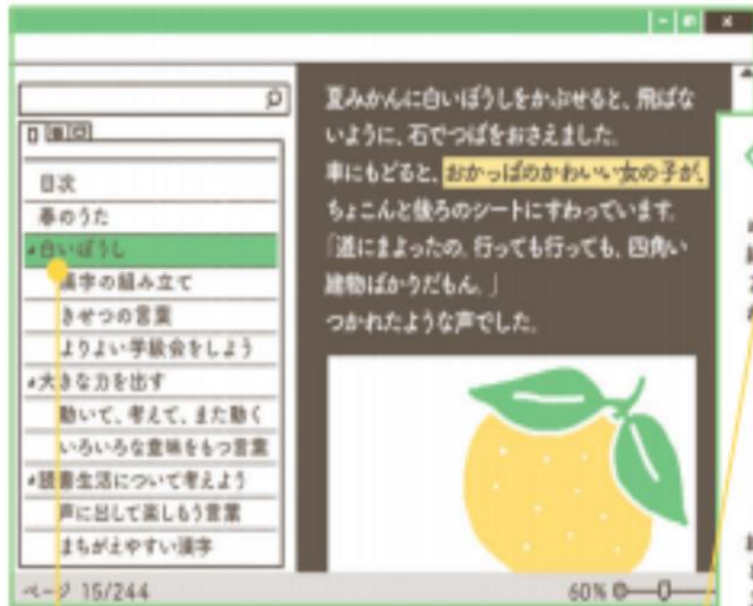 目次
春のうた
白いぼうし
漢字の組み立て
きせつの言葉
よりよい学級会をしよう
大きな力を出す
動いて、考えて、また動く
いろいろな意味をもつ言葉
読書生活について考えよう
声に出して楽しもう言葉
まちがえやすい漢字
夏みかんに白いぼうしをかぶせると、飛ばな
いように、石でつばをおさえました。
車にもどると、おかっぱのかわいい女の子が、
ちょこんと後ろのシートにすわっています。
「道にまよったの。行っても行っても、四角い
建物ばかりだもん。」
つかれたような声でした。
ページ 15/244
60%